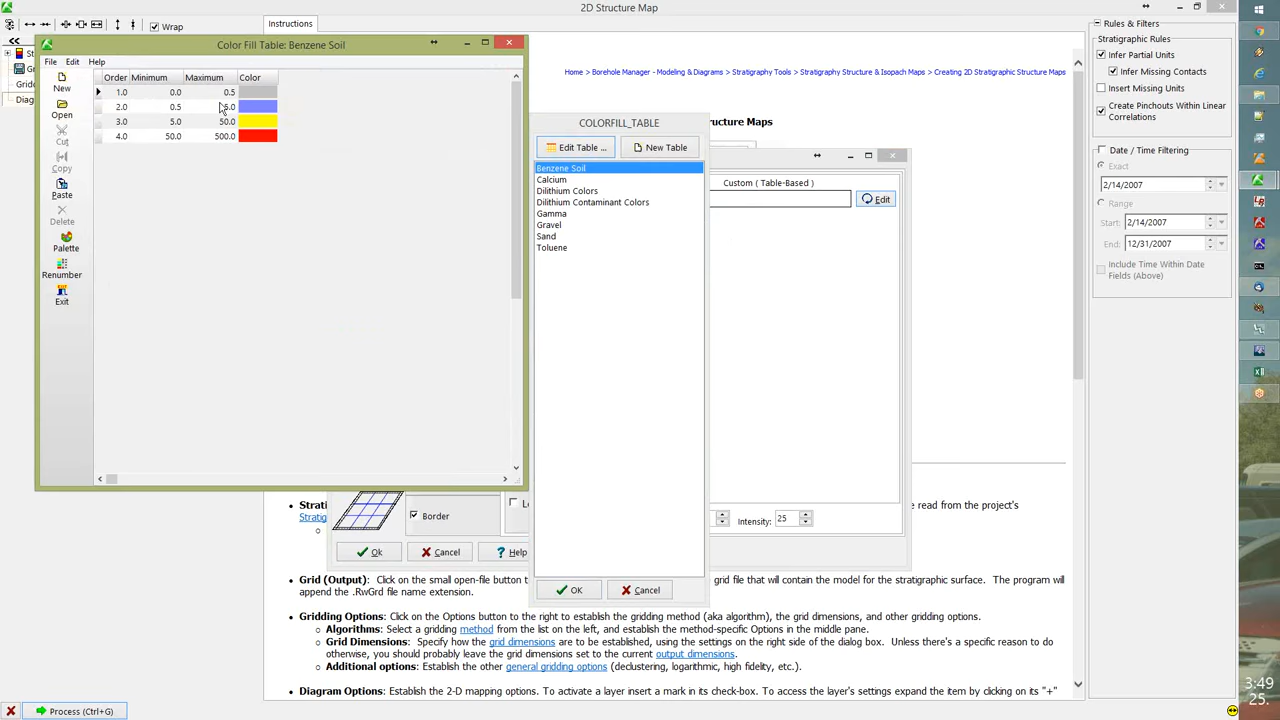 2D Structure Map
Wrap
Instructions
Rules & Filters
Stratigraphic Rules
Infer Partial Units
Infer Missing Contacts
Insert Missing Units
Create Pinchouts Within Linear
Correlations
Date / Time Filtering
Exact
2/14/2007
Range
Start: 2/14/2007
End: 12/31/2007
Include Time Within Date
Fields (Above)
Color Fill Table: Benzene Soil
File Edit Help
New
Open
Cut
Copy
Paste
Delete
Palette
Renumber
Exit
Order Minimum Maximum Color
1.0 0.0 0.5
2.0 0.5 5.0
3.0 5.0 50.0
4.0 50.0 500.0
Home > Borehole Manager - Modeling & Diagrams > Stratigraphy Tools > Stratigraphy Structure & Isopach Maps > Creating 2D Stratigraphic Structure Maps
ucture Maps
COLORFILL_TABLE
Edit Table ... New Table
Benzene Soil
Calcium
Dilithium Colors
Dilithium Contaminant Colors
Gamma
Gravel
Sand
Toluene
OK Cancel
Custom ( Table-Based )
Edit
Intensity: 25
Border
Ok Cancel Help
e read from the project's
Grid (Output): Click on the small open-file button t grid file that will contain the model for the stratigraphic surface. The program will
append the .RwGrd file name extension.
Gridding Options: Click on the Options button to the right to establish the gridding method (aka algorithm), the grid dimensions, and other gridding options.
Algorithms: Select a gridding method from the list on the left, and establish the method-specific Options in the middle pane.
Grid Dimensions: Specify how the grid dimensions are to be established, using the settings on the right side of the dialog box. Unless there's a specific reason to do
otherwise, you should probably leave the grid dimensions set to the current output dimensions.
Additional options: Establish the other general gridding options (declustering, logarithmic, high fidelity, etc.).
Diagram Options: Establish the 2-D mapping options. To activate a layer insert a mark in its check-box. To access the layer's settings expand the item by clicking on its "+"
Process (Ctrl+G)
3:49
25.